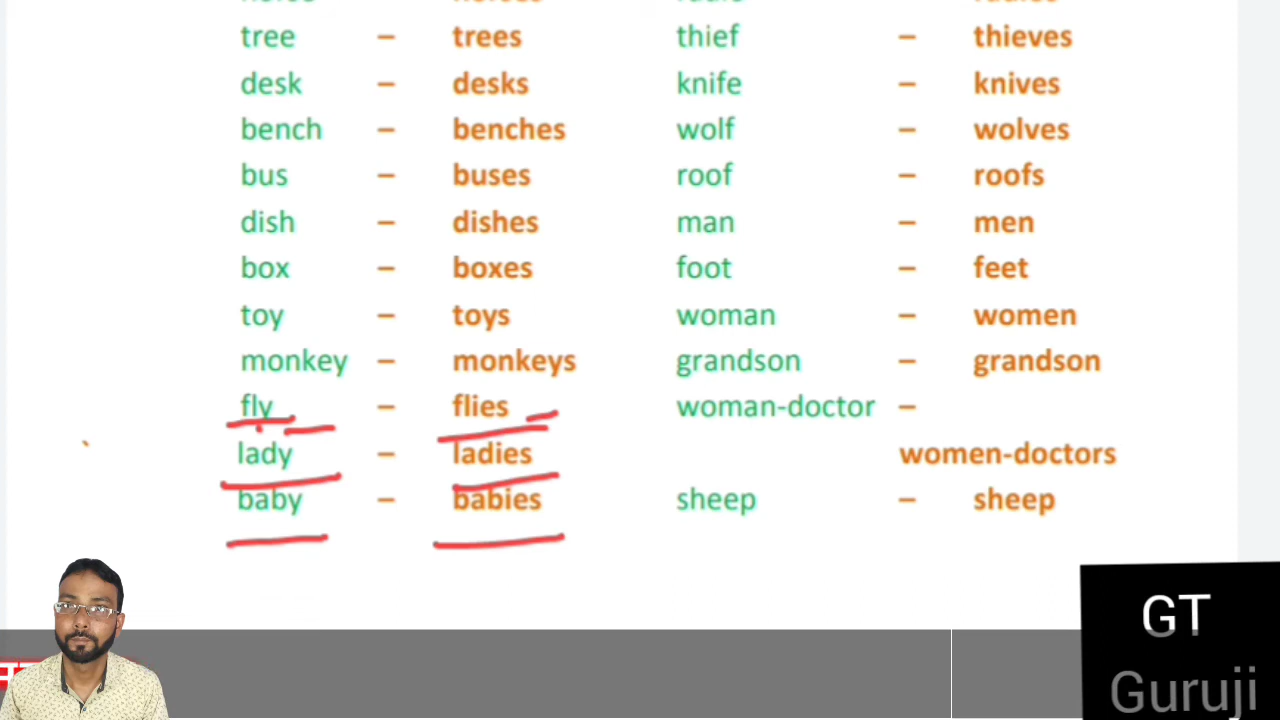 tree – trees thief – thieves
desk – desks knife – knives
bench – benches wolf – wolves
bus – buses roof – roofs
dish – dishes man – men
box – boxes foot – feet
toy – toys woman – women
monkey – monkeys grandson – grandson
fly – flies woman-doctor –
lady – ladies women-doctors
baby – babies sheep – sheep
GT
Guruji